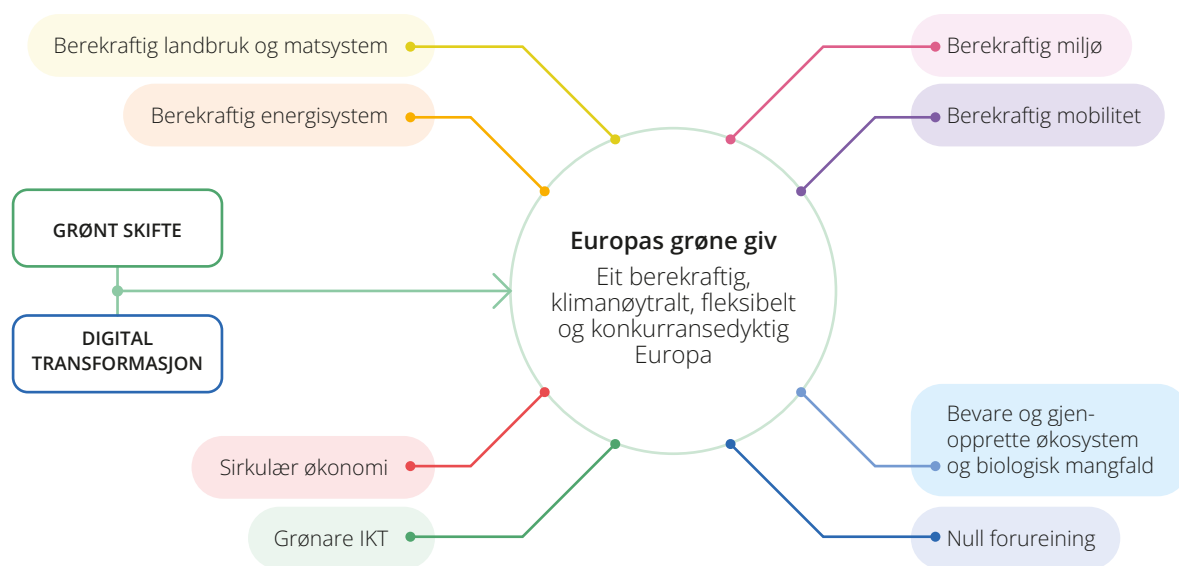 Berekraftig landbruk og matsystem
Berekraftig energisystem
Berekraftig miljø
Berekraftig mobilitet
GRØNT SKIFTE
DIGITAL
TRANSFORMASJON
Europas grøne giv
Eit berekraftig,
klimanøytralt, fleksibelt
og konkurransedyktig
Europa
Sirkulær økonomi
Grønare IKT
Bevare og gjen-
opprette økosystem
og biologisk mangfald
Null forureining